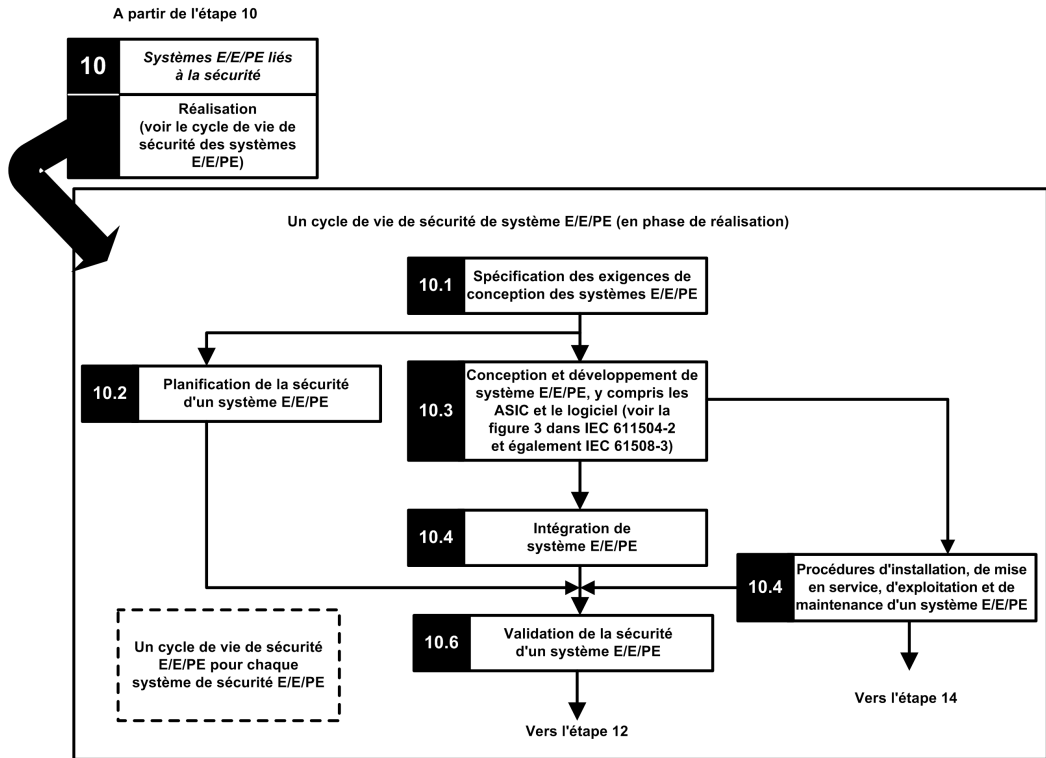 A partir de l'étape 10
10
Systèmes E/E/PE liés
à la sécurité
Réalisation
(voir le cycle de vie de
sécurité des systèmes
E/E/PE)
Un cycle de vie de sécurité de système E/E/PE (en phase de réalisation)
10.1
Spécification des exigences de
conception des systèmes E/E/PE
10.2
Planification de la sécurité
d'un système E/E/PE
10.3
Conception et développement de
système E/E/PE, y compris les
ASIC et le logiciel (voir la
figure 3 dans IEC 611504-2
et également IEC 61508-3)
10.4
Intégration de
système E/E/PE
10.4
Procédures d'installation, de mise
en service, d'exploitation et de
maintenance d'un système E/E/PE
10.6
Validation de la sécurité
d'un système E/E/PE
Un cycle de vie de sécurité
E/E/PE pour chaque
système de sécurité E/E/PE
Vers l'étape 14
Vers l'étape 12